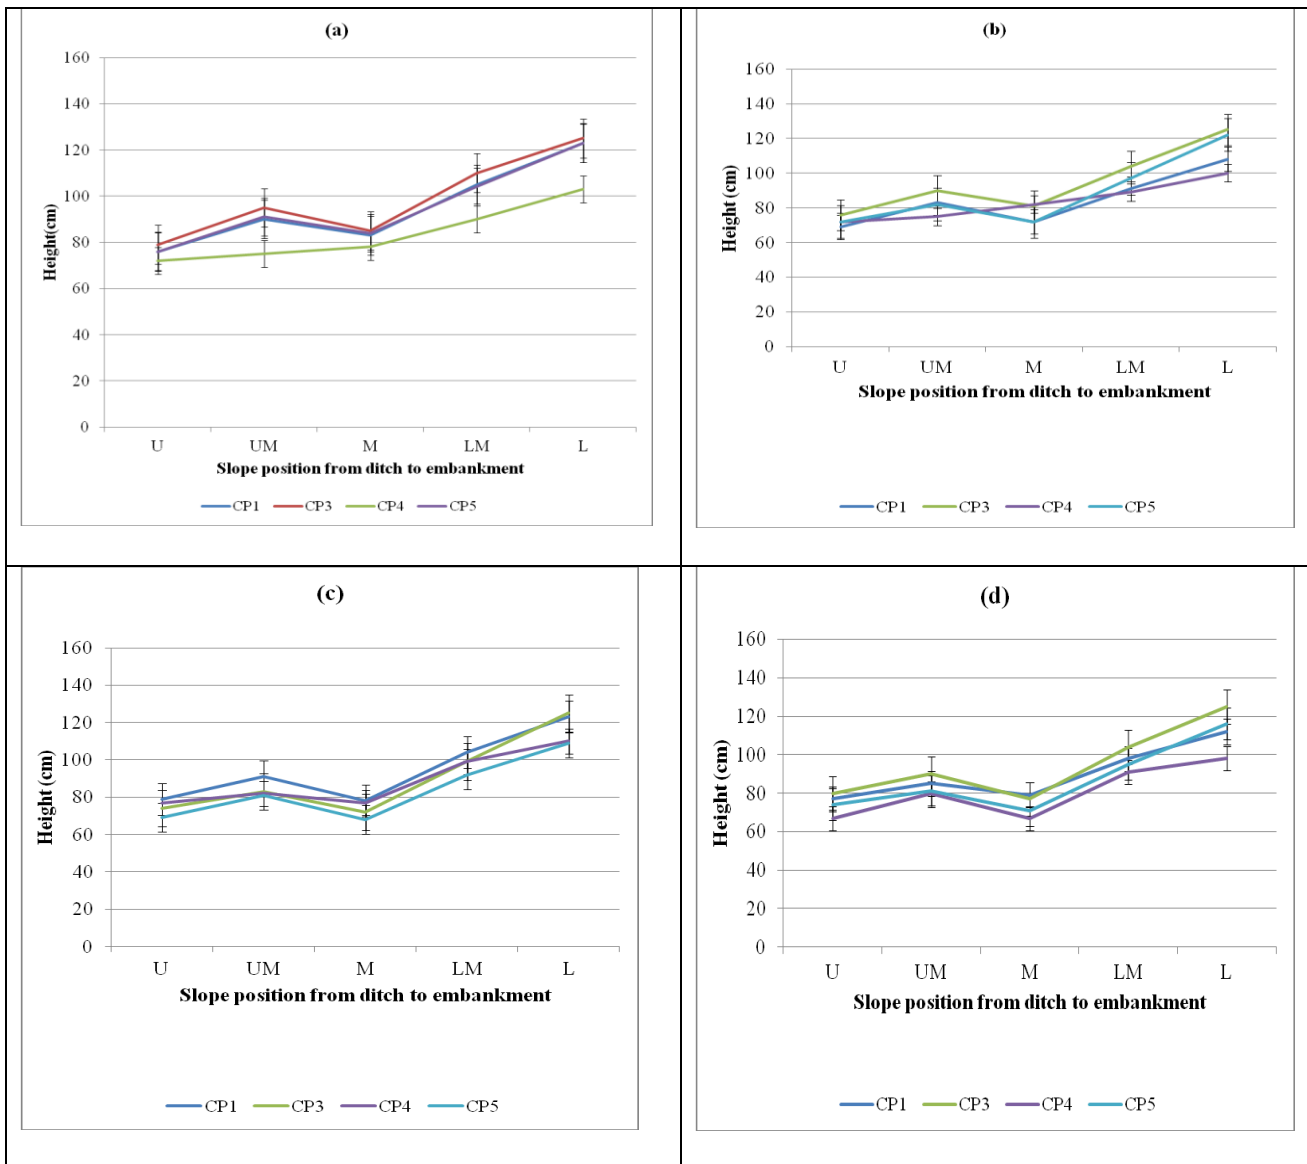 (a)
160
140
120
100
80
60
40
20
0
Height(cm)
U UM M LM L
Slope position from ditch to embankment
CP1 CP3 CP4 CP5
(b)
160
140
120
100
80
60
40
20
0
Height (cm)
U UM M LM L
Slope position from ditch to embankment
CP1 CP3 CP4 CP5
(c)
160
140
120
100
80
60
40
20
0
Height (cm)
U UM M LM L
Slope position from ditch to embankment
CP1 CP3 CP4 CP5
(d)
160
140
120
100
80
60
40
20
0
Height (cm)
U UM M LM L
Slope position from ditch to embankment
CP1 CP3 CP4 CP5